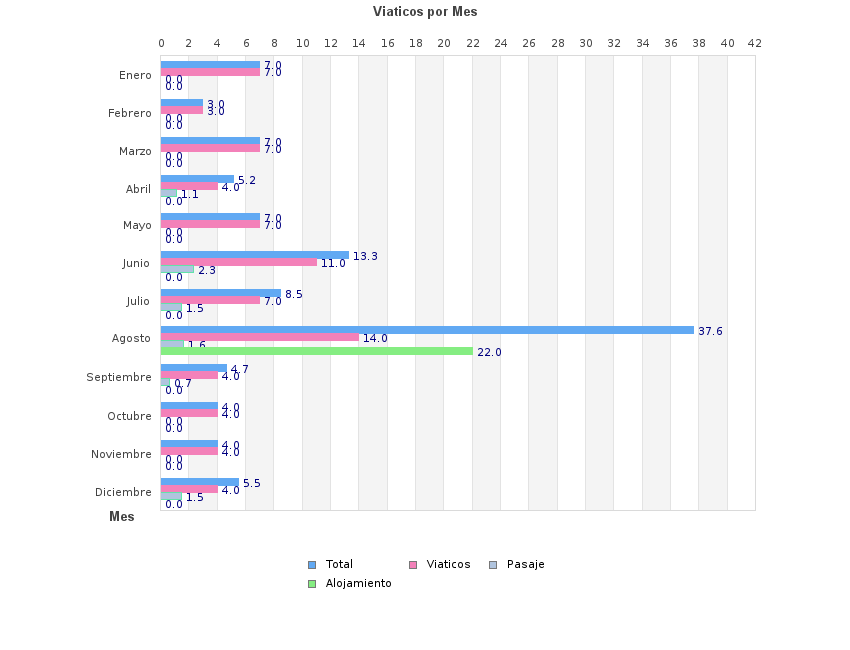 Viaticos por Mes
0 2 4 6 8 10 12 14 16 18 20 22 24 26 28 30 32 34 36 38 40 42
Enero 7.0 7.0 0.0 0.0
Febrero 3.0 3.0 0.0 0.0
Marzo 7.0 7.0 0.0 0.0
Abril 5.2 4.0 1.1 0.0
Mayo 7.0 7.0 0.0 0.0
Junio 13.3 11.0 2.3 0.0
Julio 8.5 7.0 1.5 0.0
Agosto 37.6 14.0 1.6 22.0
Septiembre 4.7 4.0 0.7 0.0
Octubre 4.0 4.0 0.0 0.0
Noviembre 4.0 4.0 0.0 0.0
Diciembre 5.5 4.0 1.5 0.0
Mes
Total Viaticos Pasaje
Alojamiento